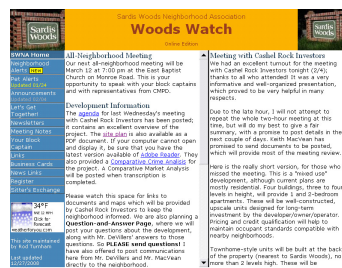 Sardis Woods Neighborhood Association
Woods Watch
Online Edition
Sardis Woods
Sardis Woods
SWNA Home
Neighborhood
Alerts NEW
Pet Alerts
Updated 01/04
Announcements
Let's Get
Together!
Newsletters
Meeting Notes
Your Block
Captain
Links
Business Cards
News Links
Register
Sitter's Exchange
34°F
Click for
Forecast
This site maintained
by Rod Turnham
Last updated
12/27/2008
All-Neighborhood Meeting
Our next all-neighborhood meeting will be
March 12 at 7:00 pm at the East Baptist
Church on Monroe Road. This is your
opportunity to speak with your block captains
and with representatives from CMPD.
Development Information
The agenda for last Wednesday's meeting
with Cashel Rock Investors has been posted;
it contains an excellent overview of the
project. The site plan is also available as a
PDF document. If your computer cannot open
and display it, be sure that you have the
latest version available of Adobe Reader. They
also provided a Comparative Crime Analysis for
the project. A Comparative Market Analysis
will be posted when transcription is
completed.
Please watch this space for links to
documents and maps which will be provided
by Cashel Rock Investors to keep the
neighborhood informed. We are also planning a
Question-and-Answer Page, where we will
post your questions about the development,
along with Mr. DeVillers' answers to those
questions. So PLEASE send questions! I
have also offered to post communications
here from Mr. DeVillers and Mr. MacVean
directly to the neighborhood.
Meeting with Cashel Rock Investors
We had an excellent turnout for the meeting
with Cashel Rock Investors tonight (2/4);
thanks to all who attended! It was a very
informal and informative presentation,
which proved to be very helpful in many
respects.
Due to the late hour, I will not attempt to
repeat the whole two-hour meeting at this
time, but will do my best to give a fair
summary, with a promise to post details in the
next couple of days. Keith MacVean has
promised to send documents to be posted,
which will provide most of the meeting review.
Here is the really short version, for those who
missed the meeting. This is a "mixed use"
development, although current plans are
mostly residential. Four buildings, three to four
levels in height, will provide 1 and 2-bedroom
apartments. These will be well-constructed,
upscale units designed for long-term
investment by the developer/owner/operator.
Pricing and credit qualification will help to
maintain occupant standards compatible with
nearby neighborhoods.
Townhome-style units will be built at the back
of the property (nearest to Sardis Woods), no
more than 2 levels high. These will be